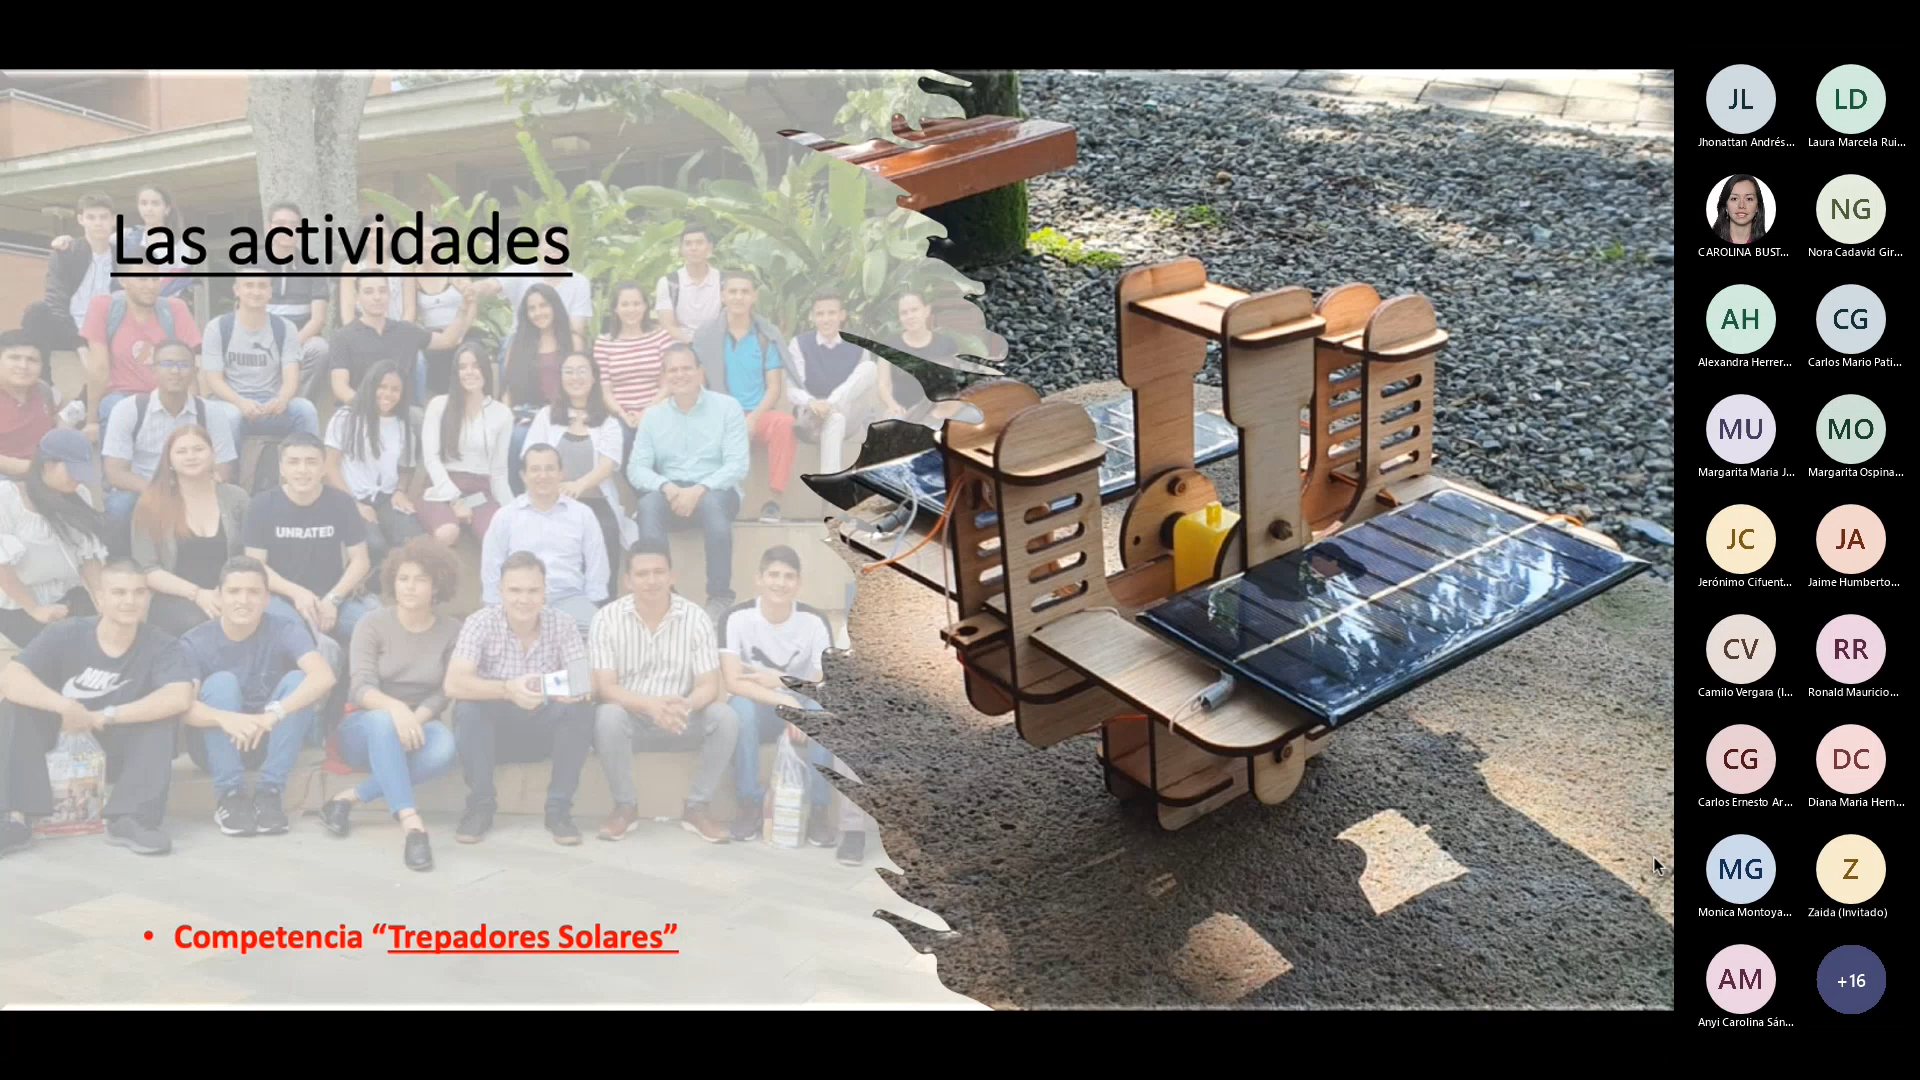 Las actividades
PUMA
UNRATED
NIKE
• Competencia “Trepadores Solares”
JL
Jhonattan Andrés...
LD
Laura Marcela Rui...
CAROLINA BUST...
NG
Nora Cadavid Gir...
AH
Alexandra Herrer...
CG
Carlos Mario Pati...
MU
Margarita Maria J...
MO
Margarita Ospina...
JC
Jerónimo Cifuent...
JA
Jaime Humberto...
CV
Camilo Vergara (I...
RR
Ronald Mauricio...
CG
Carlos Ernesto Ar...
DC
Diana Maria Hern...
MG
Monica Montoya...
Z
Zaida (Invitado)
AM
Anyi Carolina Sán...
+16